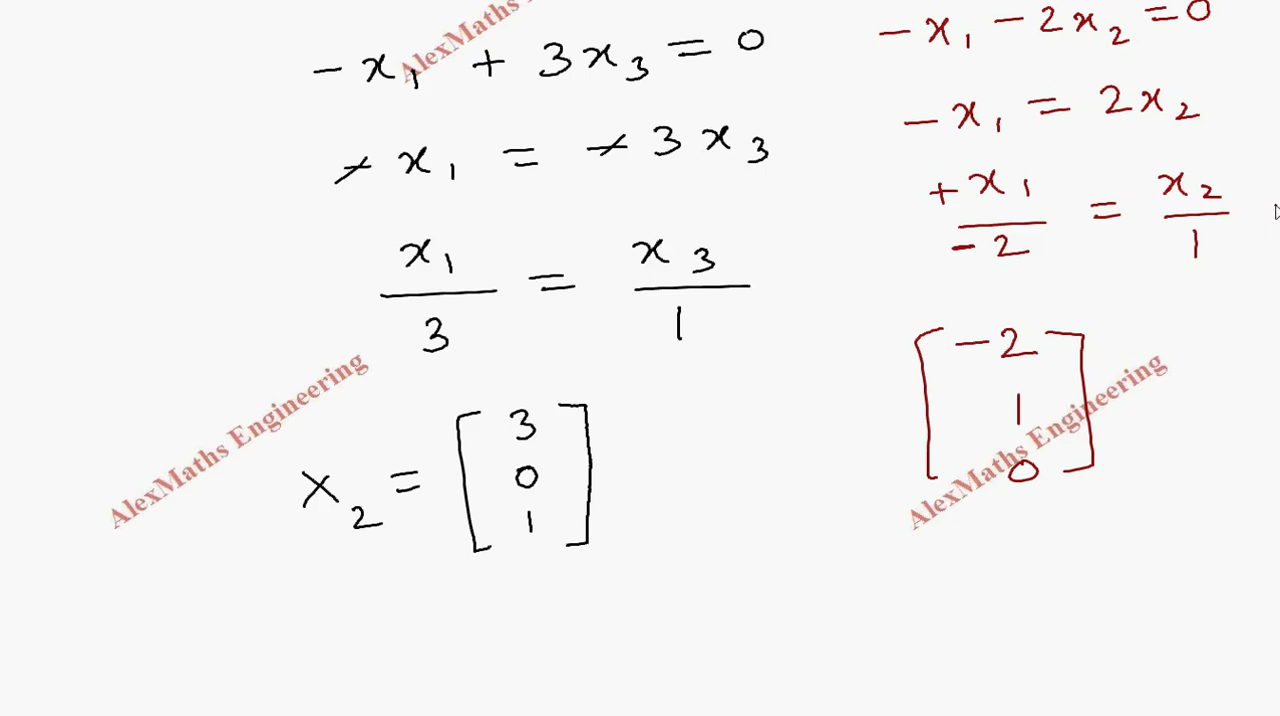 -x₁ + 3x₃ = 0
-x₁ = -3x₃
x₁/3 = x₃/1
X₂ = [3 0 1]
-x₁ - 2x₂ = 0
-x₁ = 2x₂
+x₁/-2 = x₂/1
[-2 1 0]
AlexMaths
AlexMaths Engineering
AlexMaths Engineering